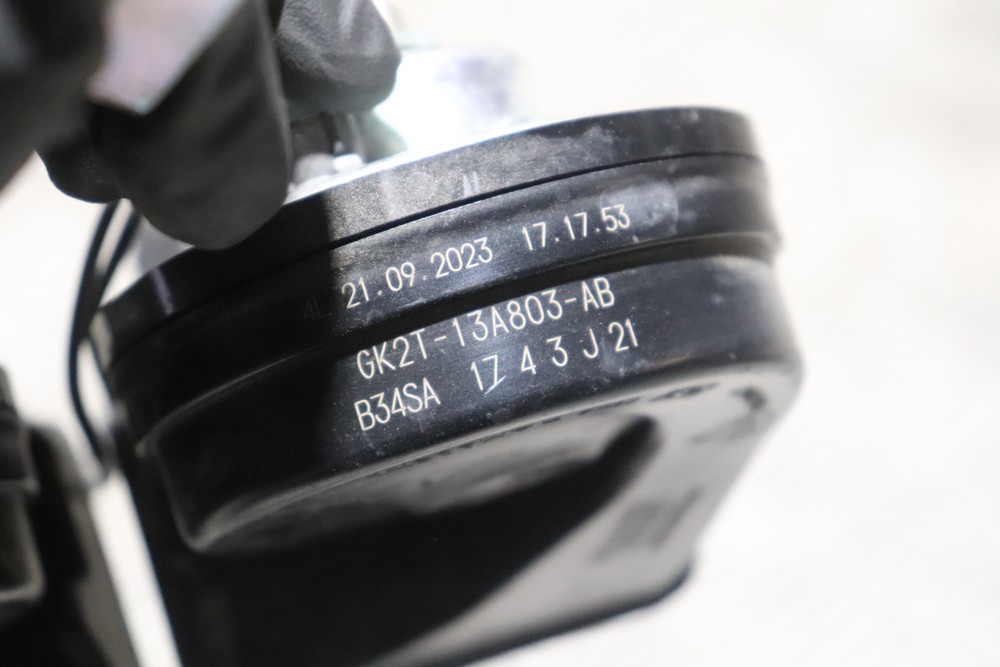 21.09.2023 17.17.53
GK2T-13A803-AB
B34SA 1Z 4 3 J 21